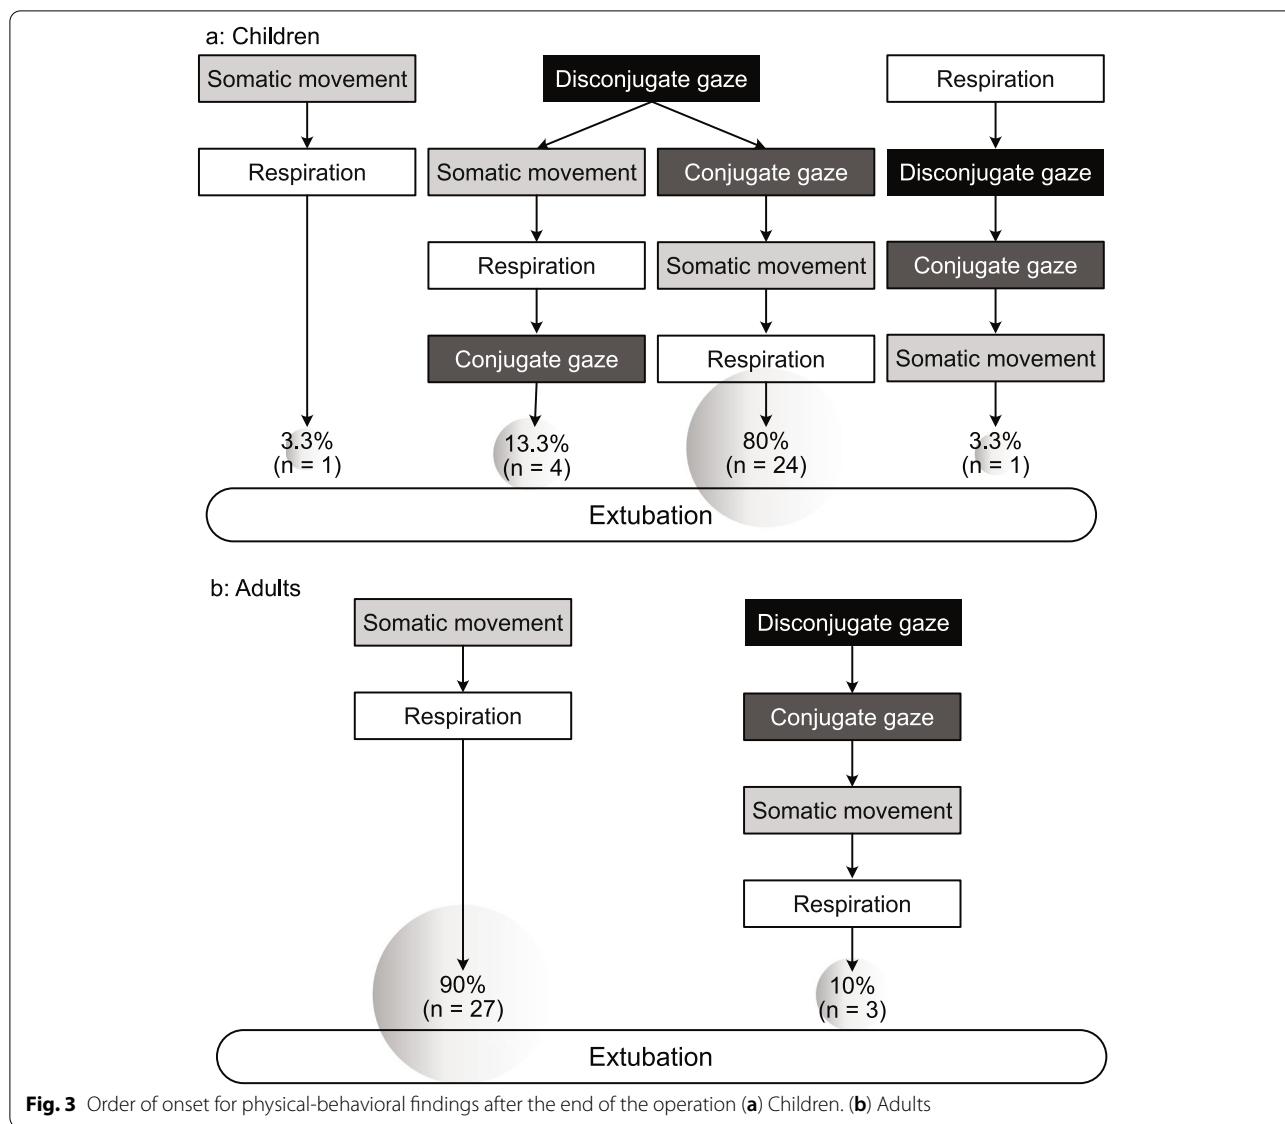 a: Children
Somatic movement
Disconjugate gaze
Respiration
Respiration
Somatic movement
Conjugate gaze
Disconjugate gaze
Respiration
Somatic movement
Conjugate gaze
Conjugate gaze
Respiration
Somatic movement
3.3%
(n = 1)
13.3%
(n = 4)
80%
(n = 24)
3.3%
(n = 1)
Extubation
b: Adults
Somatic movement
Disconjugate gaze
Respiration
Conjugate gaze
Somatic movement
Respiration
90%
(n = 27)
10%
(n = 3)
Extubation
Fig. 3 Order of onset for physical-behavioral findings after the end of the operation (a) Children. (b) Adults